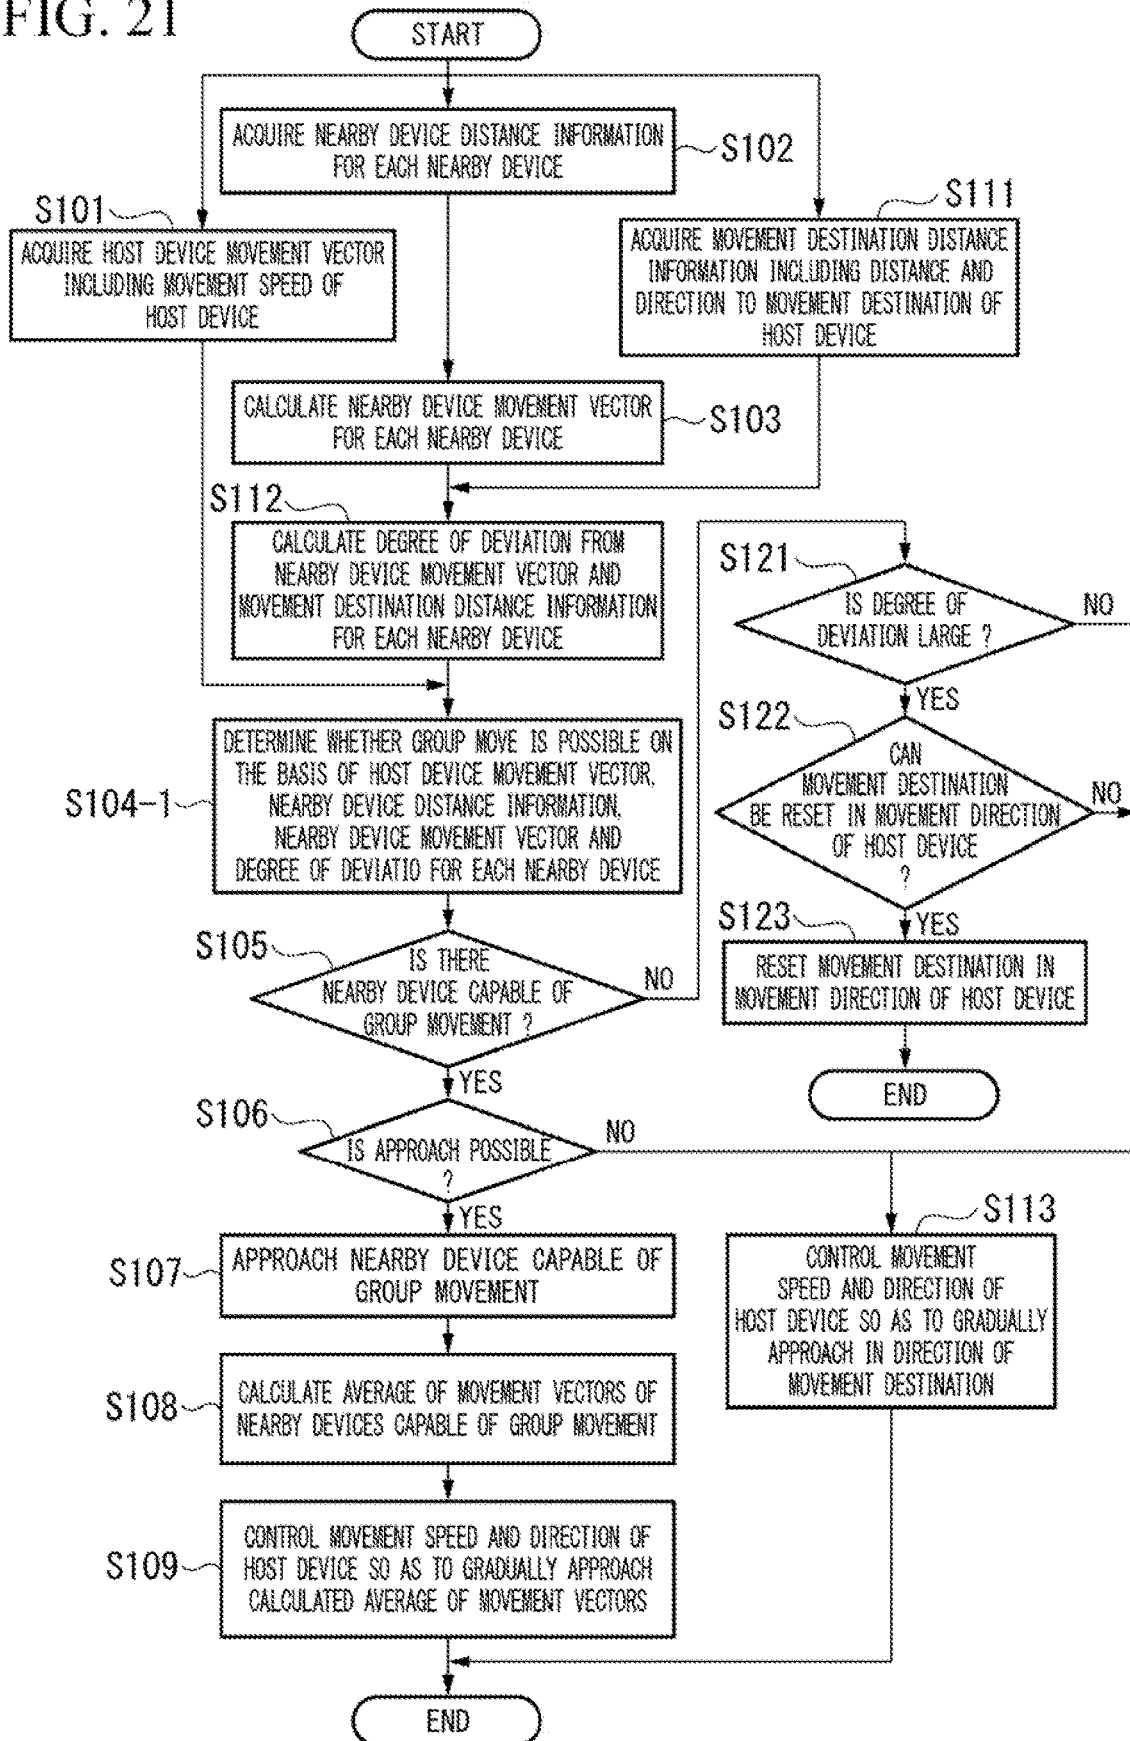 FIG. 21
START
ACQUIRE NEARBY DEVICE DISTANCE INFORMATION
FOR EACH NEARBY DEVICE
S102
S101
ACQUIRE HOST DEVICE MOVEMENT VECTOR
INCLUDING MOVEMENT SPEED OF
HOST DEVICE
S111
ACQUIRE MOVEMENT DESTINATION DISTANCE
INFORMATION INCLUDING DISTANCE AND
DIRECTION TO MOVEMENT DESTINATION OF
HOST DEVICE
CALCULATE NEARBY DEVICE MOVEMENT VECTOR
FOR EACH NEARBY DEVICE
S103
S112
CALCULATE DEGREE OF DEVIATION FROM
NEARBY DEVICE MOVEMENT VECTOR AND
MOVEMENT DESTINATION DISTANCE INFORMATION
FOR EACH NEARBY DEVICE
S104-1
DETERMINE WHETHER GROUP MOVE IS POSSIBLE ON
THE BASIS OF HOST DEVICE MOVEMENT VECTOR,
NEARBY DEVICE DISTANCE INFORMATION,
NEARBY DEVICE MOVEMENT VECTOR AND
DEGREE OF DEVIATIO FOR EACH NEARBY DEVICE
S105
IS THERE
NEARBY DEVICE CAPABLE OF
GROUP MOVEMENT ?
NO
YES
S121
IS DEGREE OF
DEVIATION LARGE ?
NO
YES
S122
CAN
MOVEMENT DESTINATION
BE RESET IN MOVEMENT DIRECTION
OF HOST DEVICE
?
NO
YES
S123
RESET MOVEMENT DESTINATION IN
MOVEMENT DIRECTION OF HOST DEVICE
END
S106
IS APPROACH POSSIBLE
?
NO
YES
S107
APPROACH NEARBY DEVICE CAPABLE OF
GROUP MOVEMENT
S113
CONTROL MOVEMENT
SPEED AND DIRECTION OF
HOST DEVICE SO AS TO GRADUALLY
APPROACH IN DIRECTION OF
MOVEMENT DESTINATION
S108
CALCULATE AVERAGE OF MOVEMENT VECTORS OF
NEARBY DEVICES CAPABLE OF GROUP MOVEMENT
S109
CONTROL MOVEMENT SPEED AND DIRECTION OF
HOST DEVICE SO AS TO GRADUALLY APPROACH
CALCULATED AVERAGE OF MOVEMENT VECTORS
END